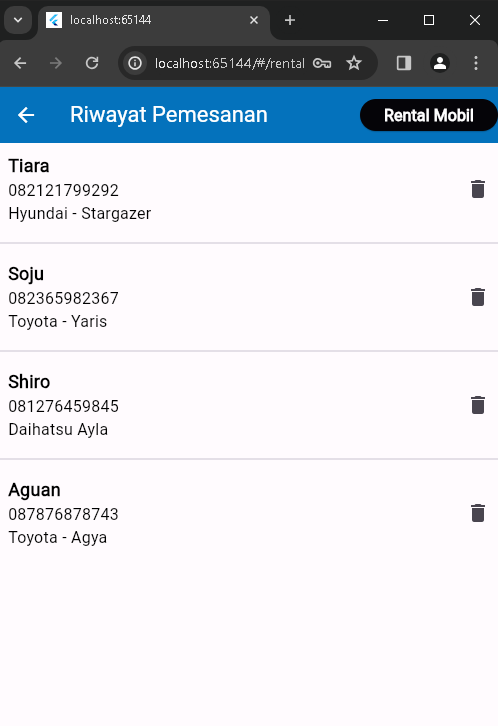 localhost:65144
localhost:65144/#/rental
Riwayat Pemesanan
Rental Mobil
Tiara
082121799292
Hyundai - Stargazer
Soju
082365982367
Toyota - Yaris
Shiro
081276459845
Daihatsu Ayla
Aguan
087876878743
Toyota - Agya